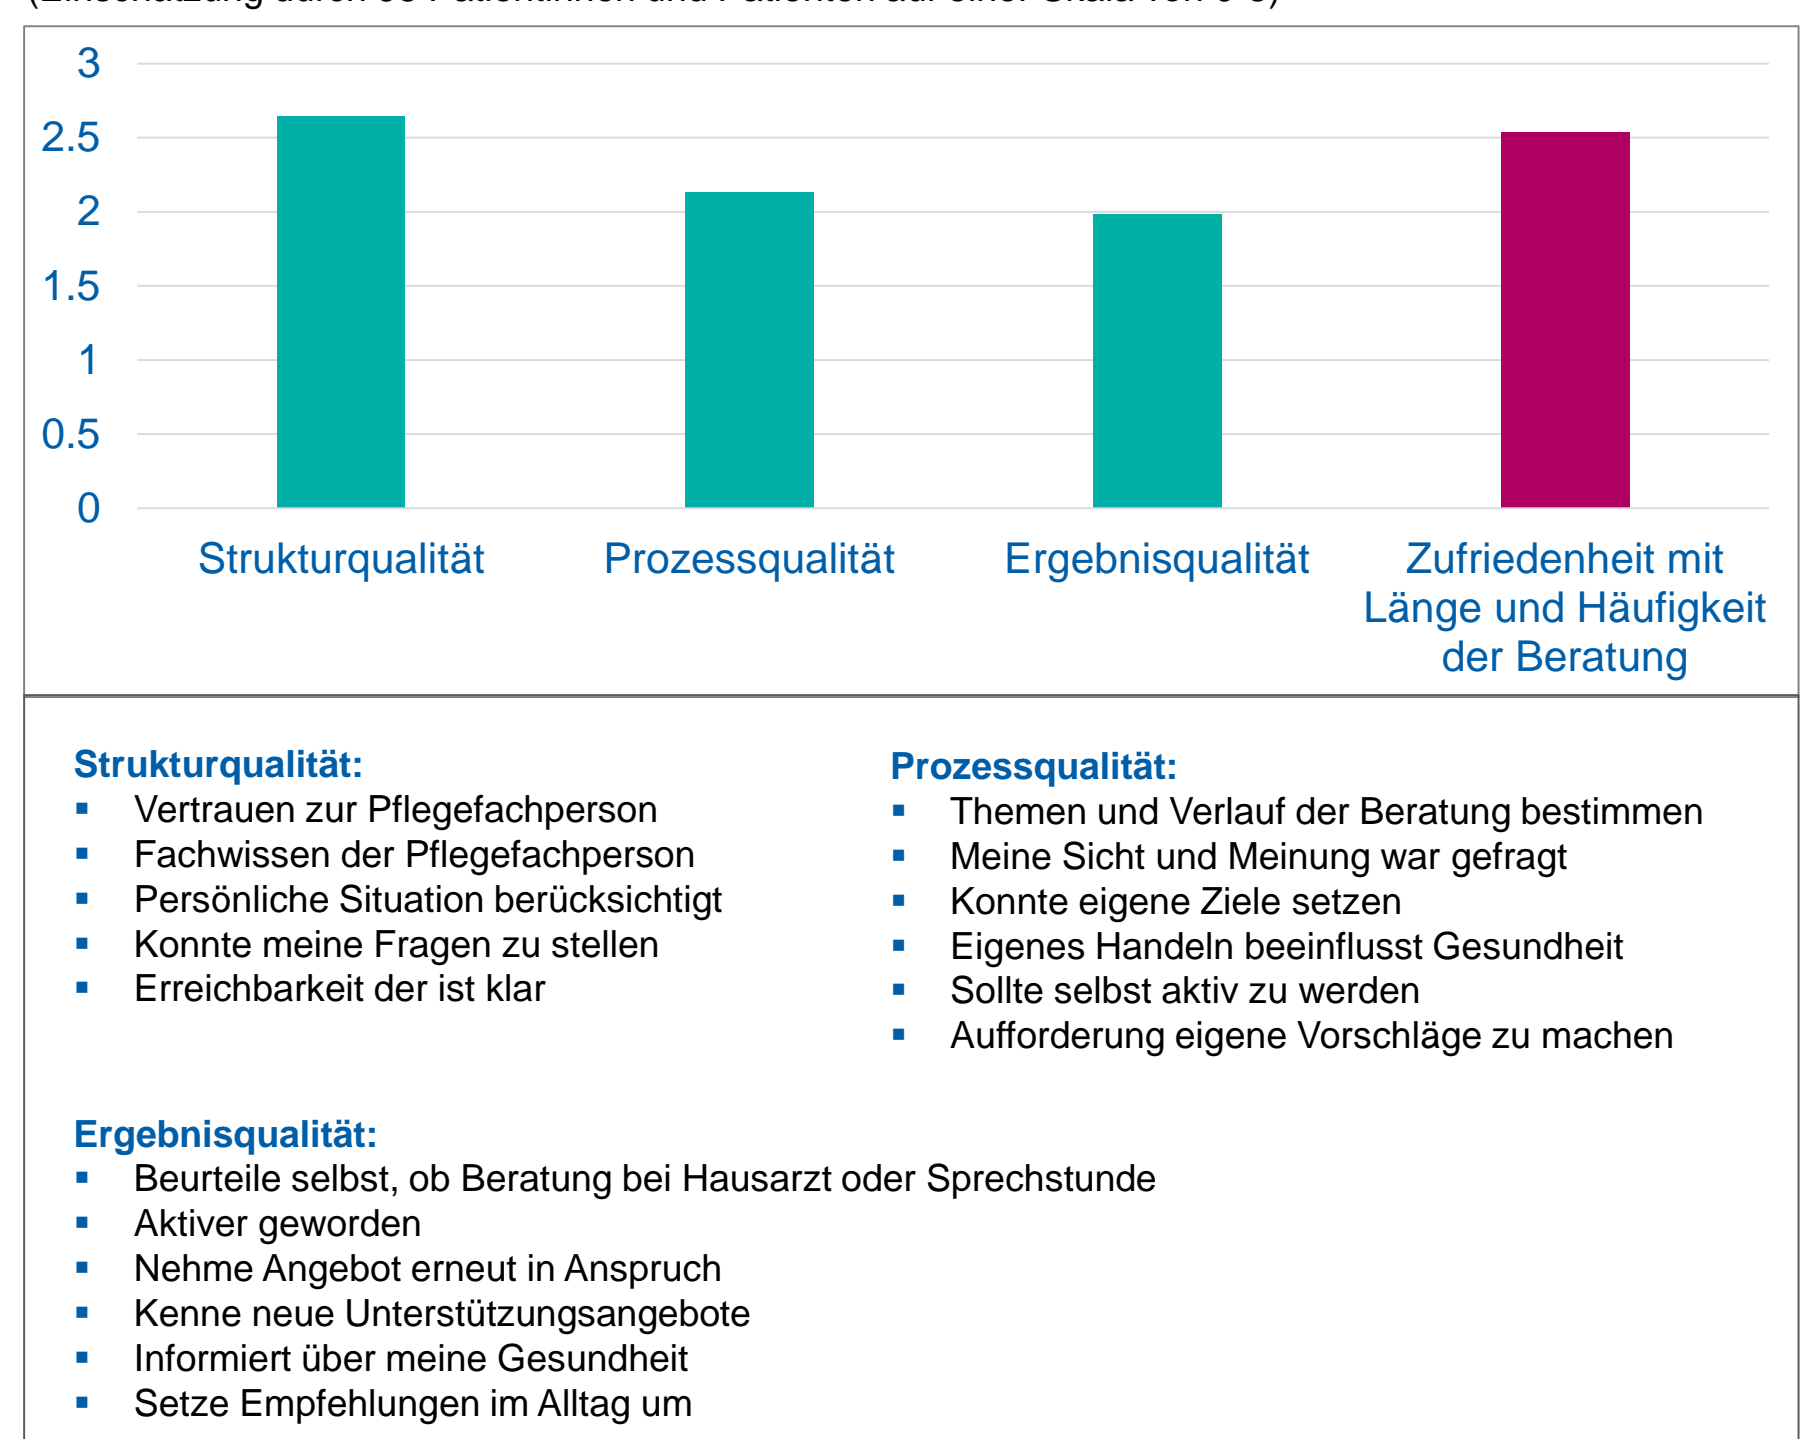 3
2.5
2
1.5
1
0.5
0
Strukturqualität
Prozessqualität
Ergebnisqualität
Zufriedenheit mit
Länge und Häufigkeit
der Beratung
Strukturqualität:
▪ Vertrauen zur Pflegefachperson
▪ Fachwissen der Pflegefachperson
▪ Persönliche Situation berücksichtigt
▪ Konnte meine Fragen zu stellen
▪ Erreichbarkeit der ist klar
Prozessqualität:
▪ Themen und Verlauf der Beratung bestimmen
▪ Meine Sicht und Meinung war gefragt
▪ Konnte eigene Ziele setzen
▪ Eigenes Handeln beeinflusst Gesundheit
▪ Sollte selbst aktiv zu werden
▪ Aufforderung eigene Vorschläge zu machen
Ergebnisqualität:
▪ Beurteile selbst, ob Beratung bei Hausarzt oder Sprechstunde
▪ Aktiver geworden
▪ Nehme Angebot erneut in Anspruch
▪ Kenne neue Unterstützungsangebote
▪ Informiert über meine Gesundheit
▪ Setze Empfehlungen im Alltag um